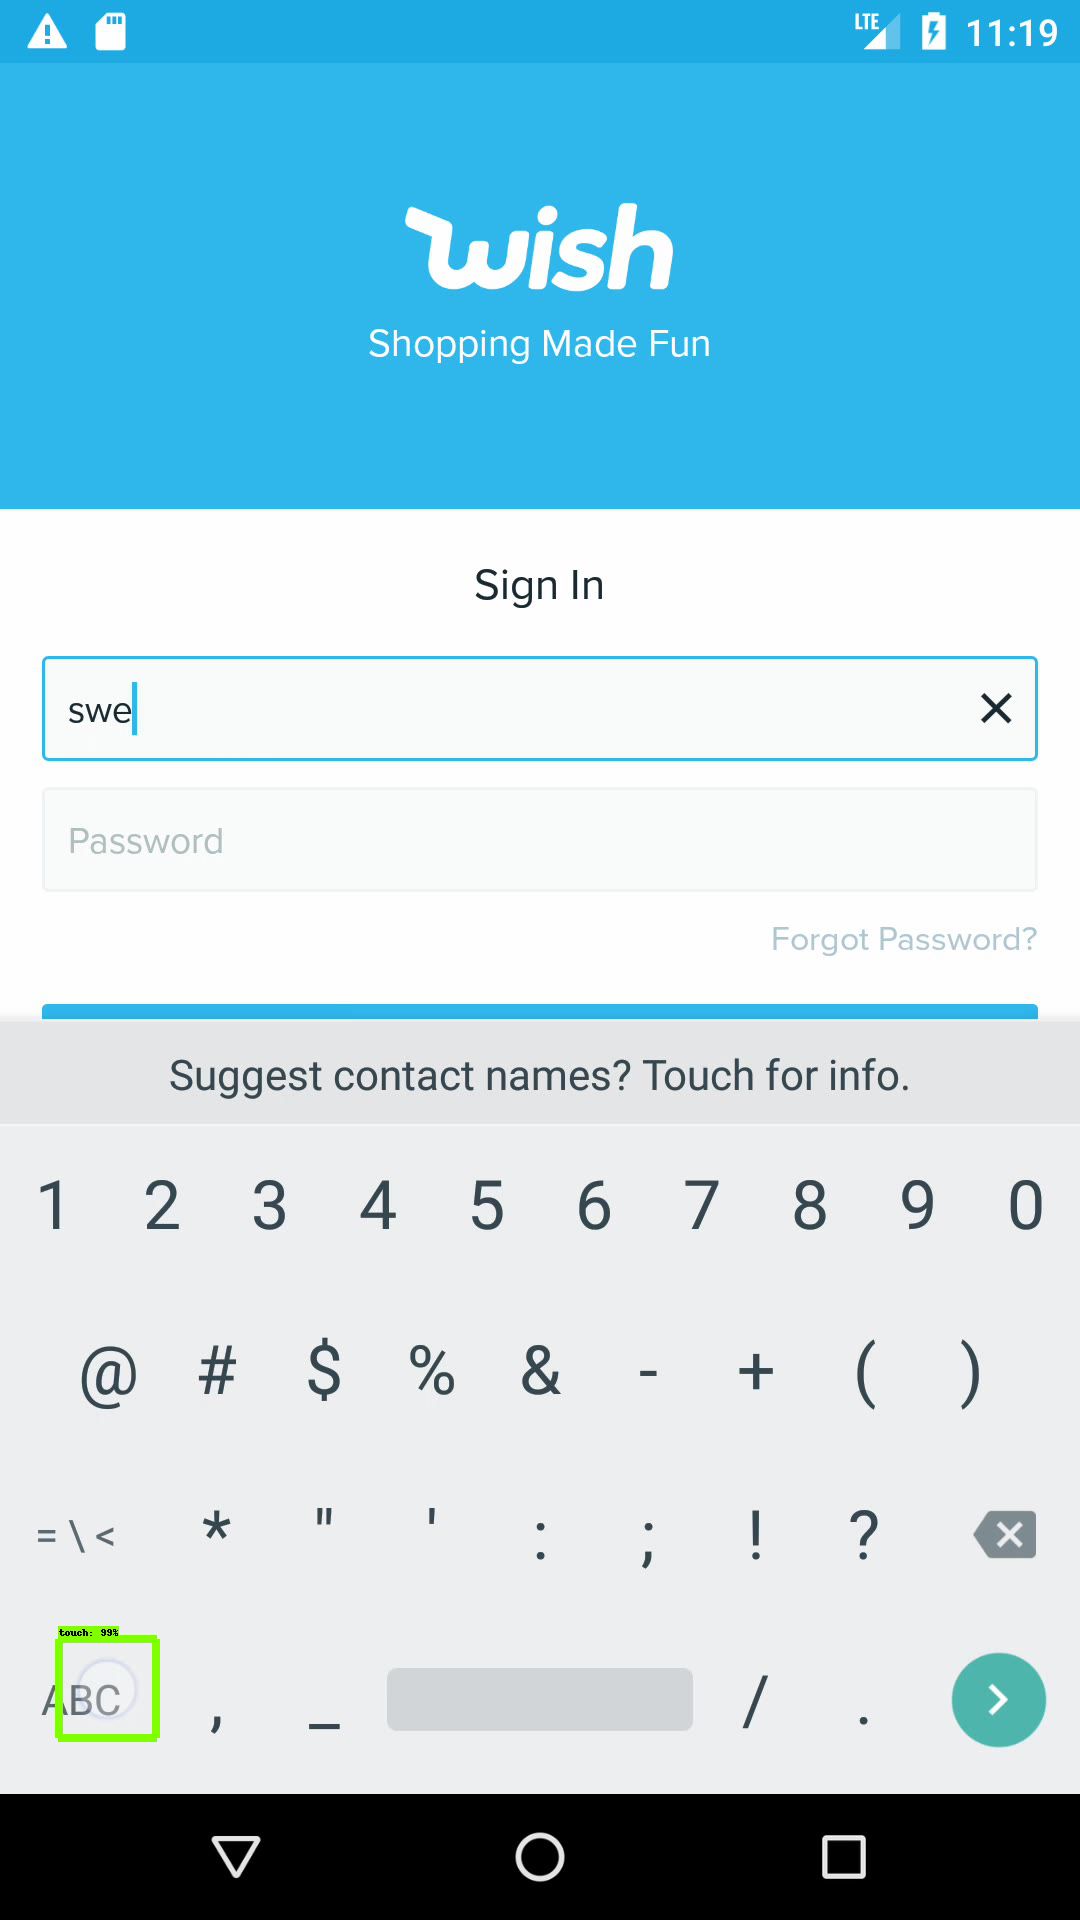 LTE 11:19
wish
Shopping Made Fun
Sign In
swe
Password
Forgot Password?
Suggest contact names? Touch for info.
1 2 3 4 5 6 7 8 9 0
@ # $ % & - + ( )
= \ < * " ' : ; ! ?
touch: 99%
ABC , _ / .